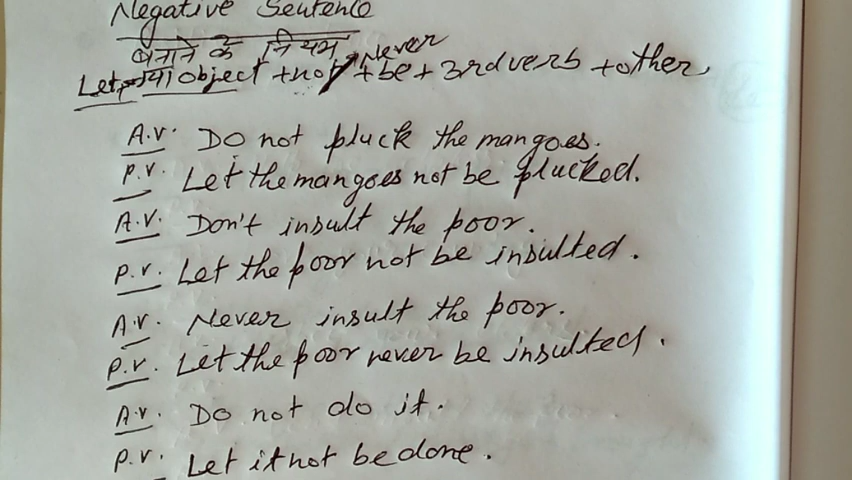 Negative Sentence
बनाने के नियम
Let + नया object + not / Never + be + 3rd verb + other,
A.V. Do not pluck the mangoes.
P.V. Let the mangoes not be plucked.
A.V. Don't insult the poor.
P.V. Let the poor not be insulted.
A.V. Never insult the poor.
P.V. Let the poor never be insulted.
A.V. Do not do it.
P.V. Let it not be done.